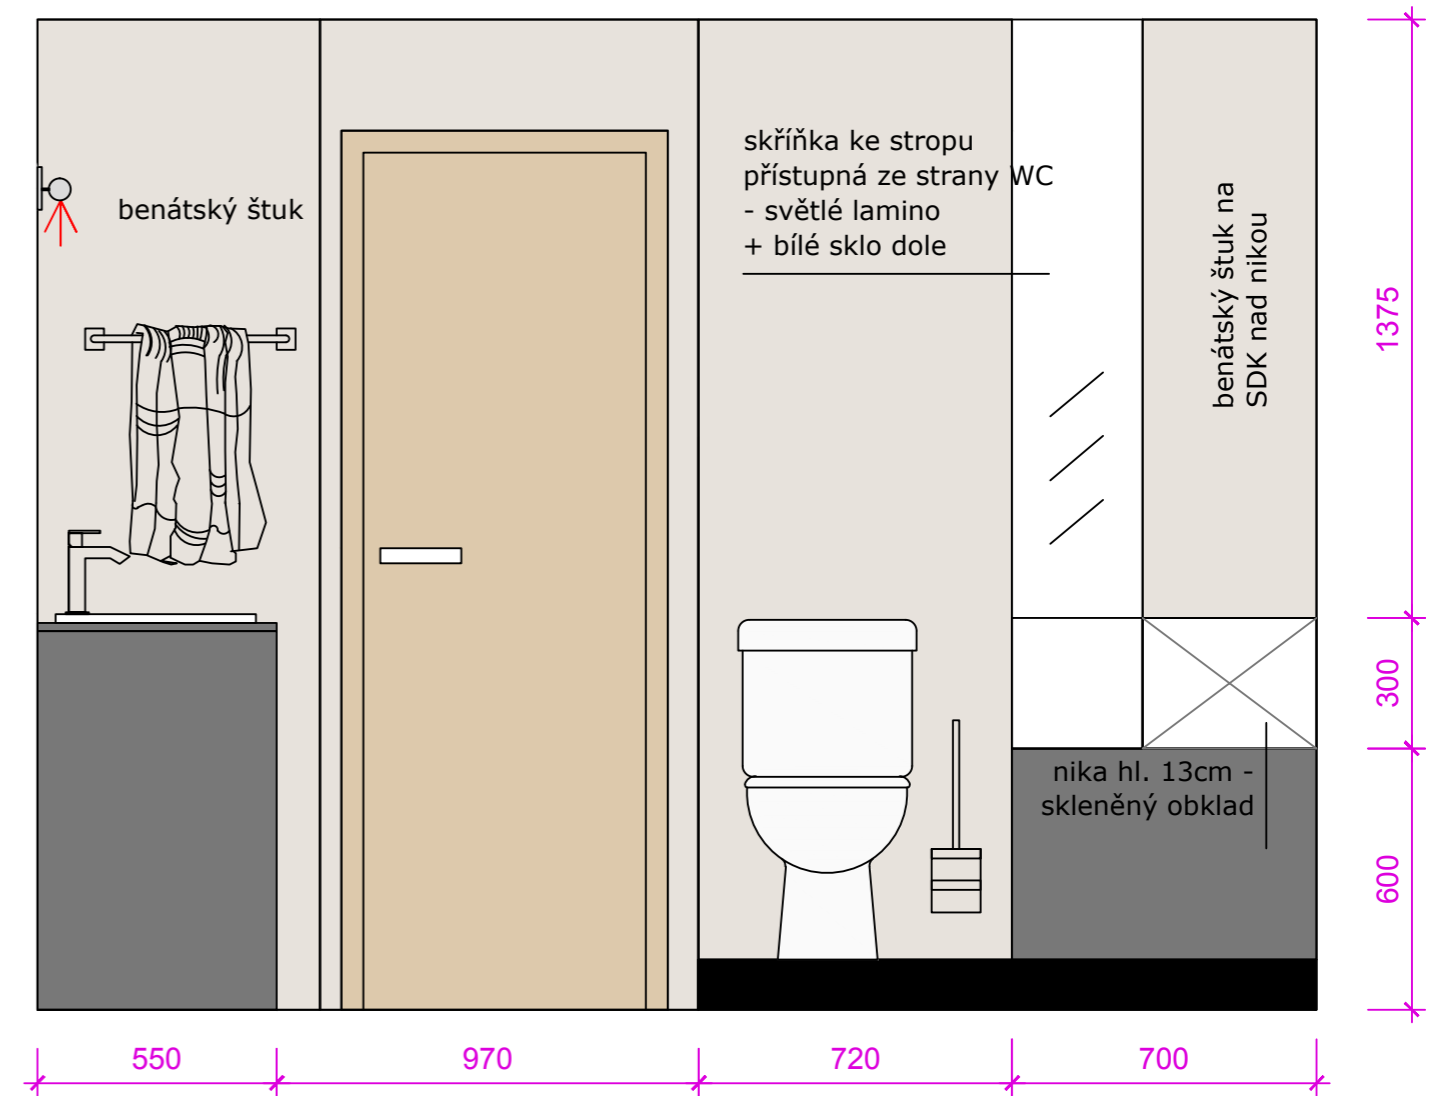 benátský štuk
skříňka ke stropu
přístupná ze strany WC
- světlé lamino
+ bílé sklo dole
benátský štuk na
SDK nad nikou
nika hl. 13cm -
skleněný obklad
1375
300
600
550
970
720
700